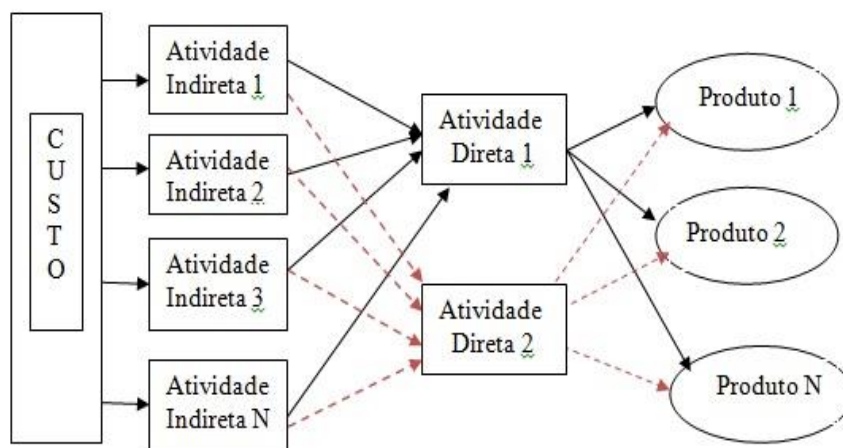 CUSTO
Atividade
Indireta 1
Atividade
Indireta 2
Atividade
Indireta 3
Atividade
Indireta N
Atividade
Direta 1
Atividade
Direta 2
Produto 1
Produto 2
Produto N